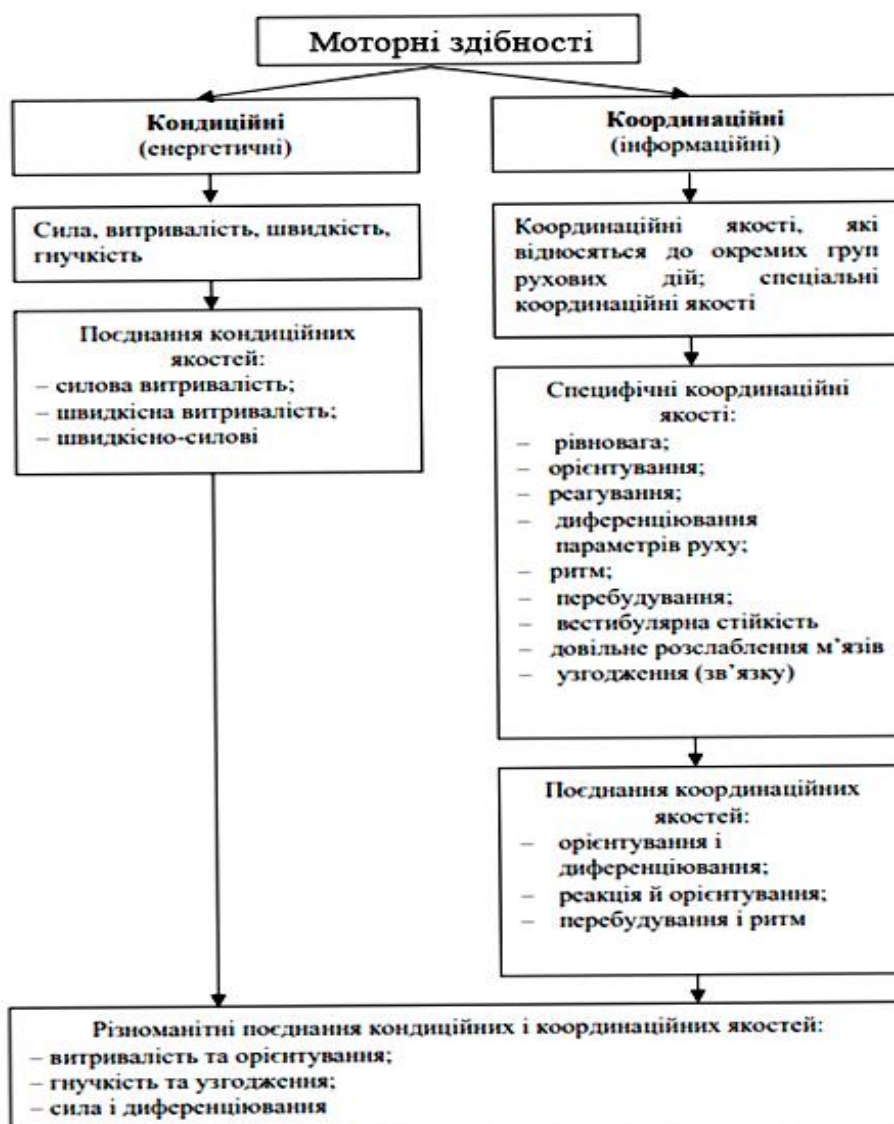 Моторні здібності
Кондиційні
(енергетичні)
Координаційні
(інформаційні)
Сила, витривалість, швидкість,
гнучкість
Координаційні якості, які
відносяться до окремих груп
рухових дій; спеціальні
координаційні якості
Поєднання кондиційних
якостей:
– силова витривалість;
– швидкісна витривалість;
– швидкісно-силові
Специфічні координаційні
якості:
– рівновага;
– орієнтування;
– реагування;
– диференціювання
параметрів руху;
– ритм;
– перебудування;
– вестибулярна стійкість
– довільне розслаблення м’язів
– узгодження (зв’язку)
Поєднання координаційних
якостей:
– орієнтування і
диференціювання;
– реакція й орієнтування;
– перебудування і ритм
Різноманітні поєднання кондиційних і координаційних якостей:
– витривалість та орієнтування;
– гнучкість та узгодження;
– сила і диференціювання